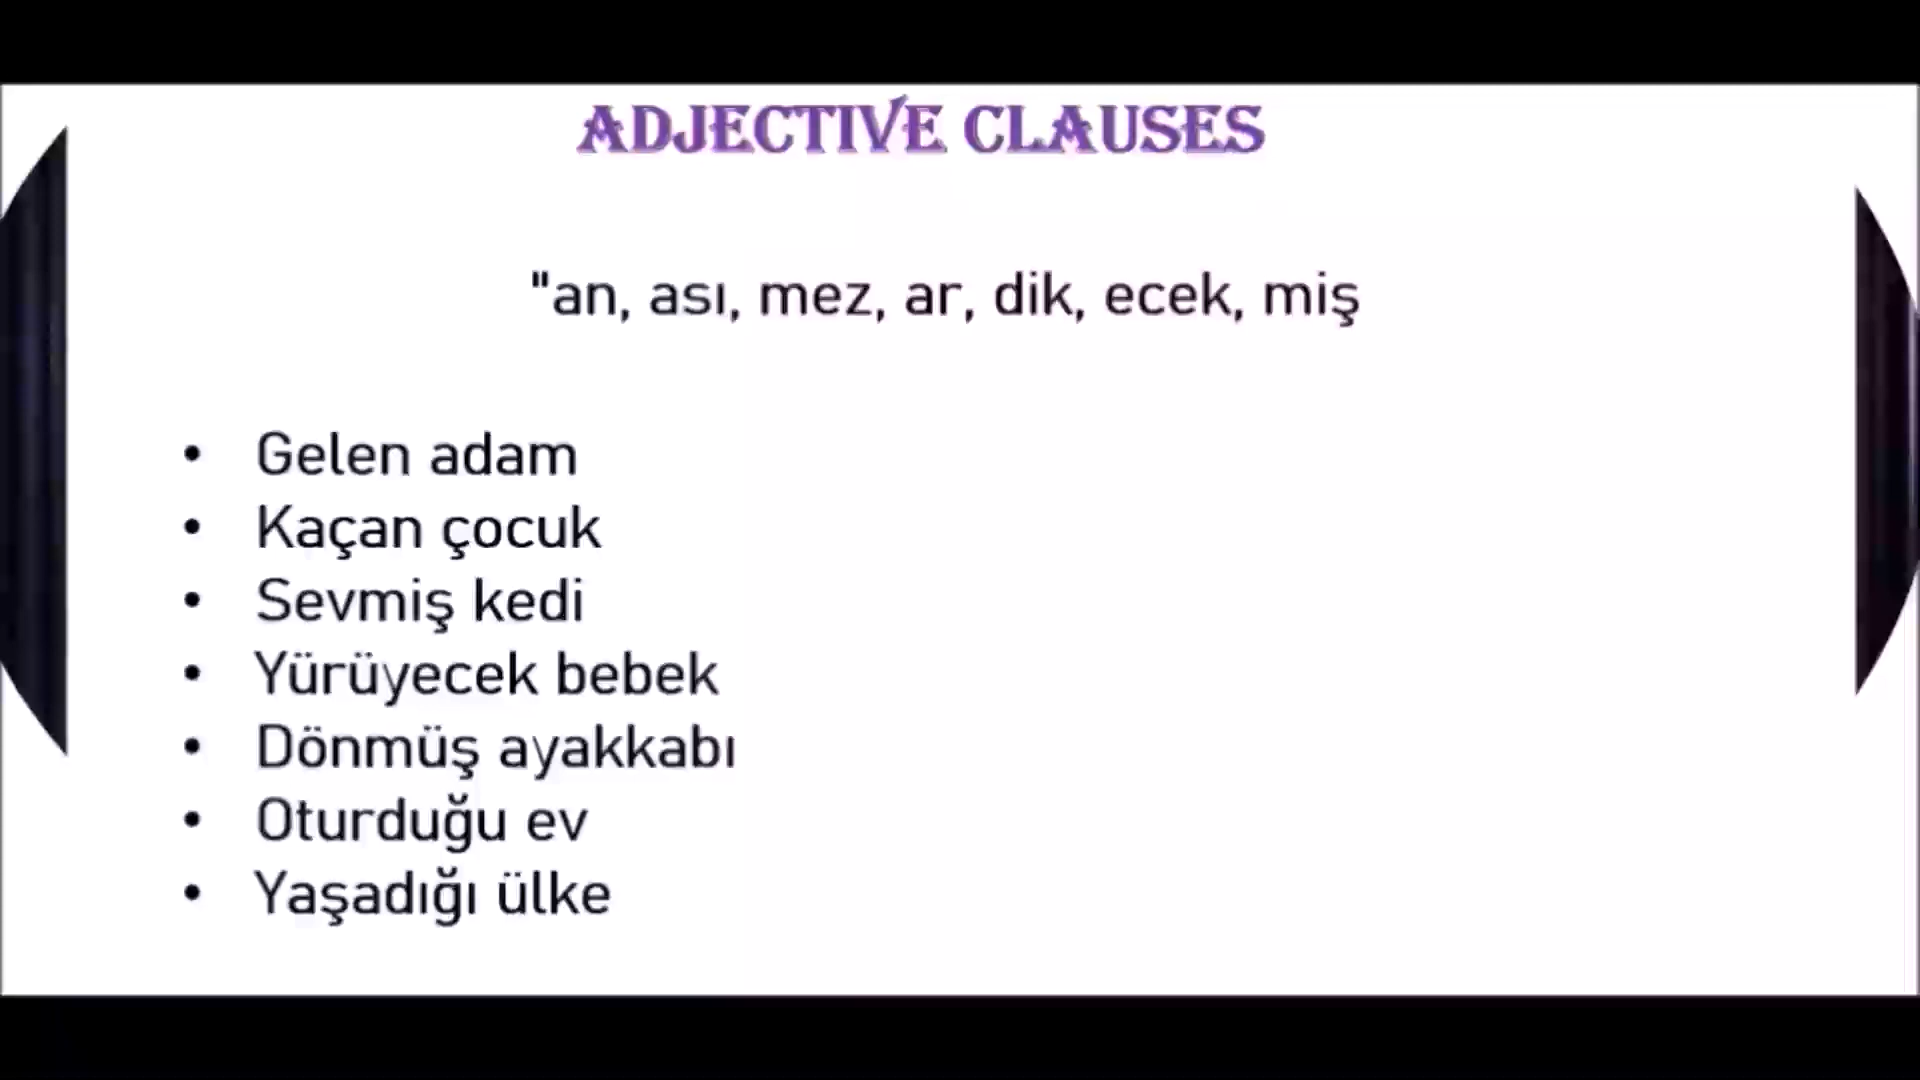 ADJECTIVE CLAUSES
"an, ası, mez, ar, dik, ecek, miş
• Gelen adam
• Kaçan çocuk
• Sevmiş kedi
• Yürüyecek bebek
• Dönmüş ayakkabı
• Oturduğu ev
• Yaşadığı ülke